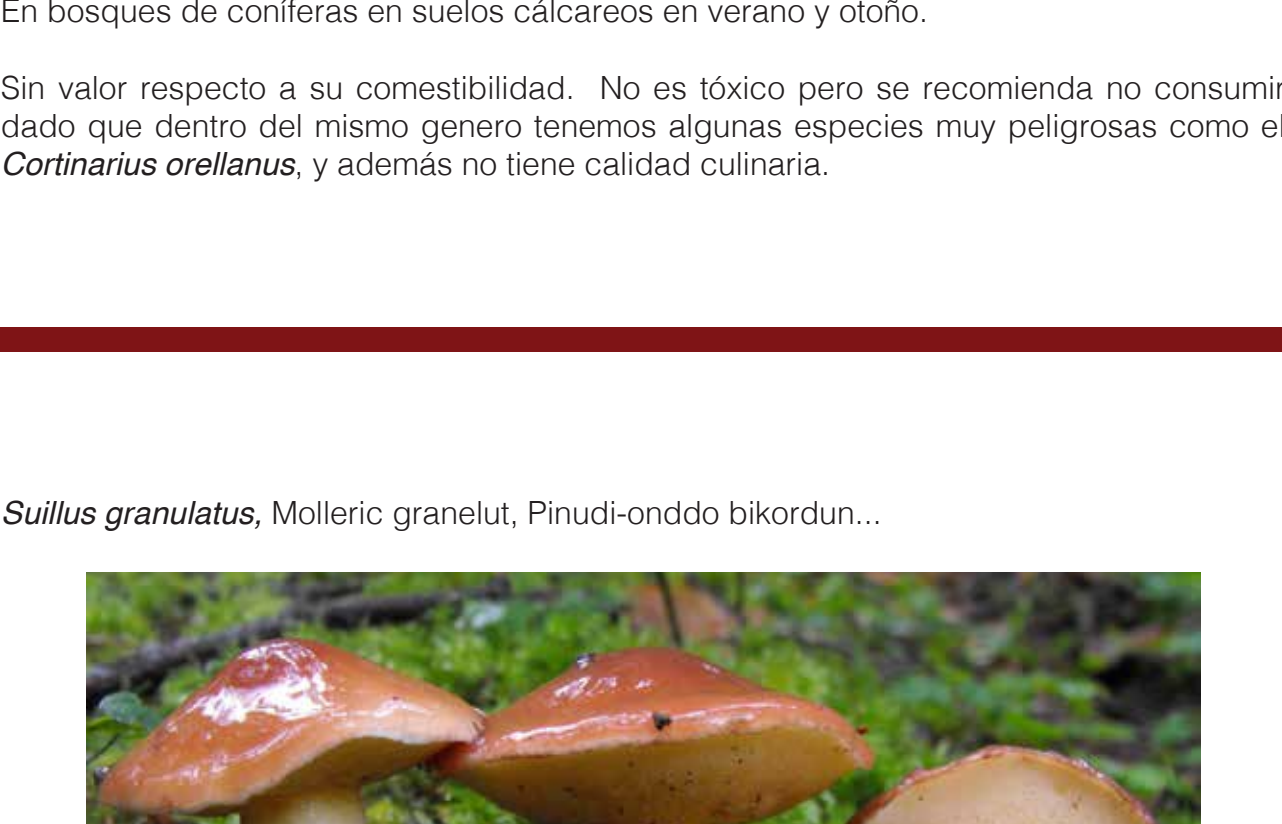 En bosques de coníferas en suelos cálcareos en verano y otoño.
Sin valor respecto a su comestibilidad. No es tóxico pero se recomienda no consumir
dado que dentro del mismo genero tenemos algunas especies muy peligrosas como el
Cortinarius orellanus, y además no tiene calidad culinaria.
Suillus granulatus, Molleric granelut, Pinudi-onddo bikordun...